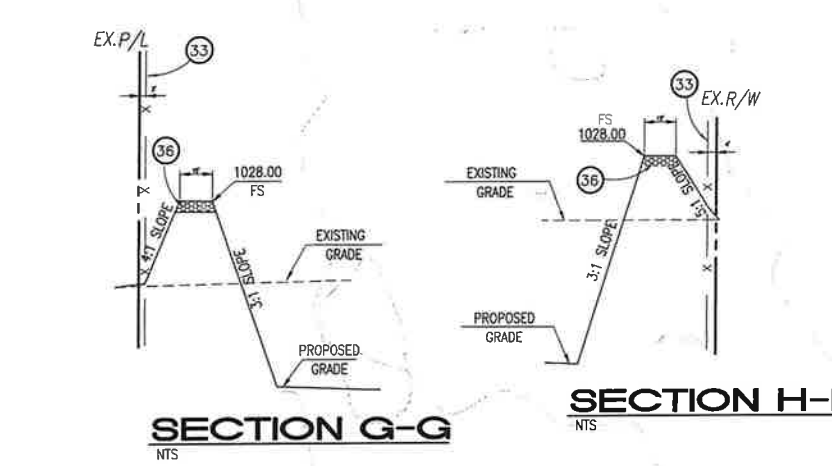 EX.P/L
33
X
36
1028.00
FS
X
4:1 SLOPE
X
3:1 SLOPE
EXISTING
GRADE
PROPOSED
GRADE
SECTION G-G
NTS
33
EX.R/W
FS
1028.00
36
EXISTING
GRADE
5:1 SLOPE
X
3:1 SLOPE
X
PROPOSED
GRADE
SECTION H-
NTS